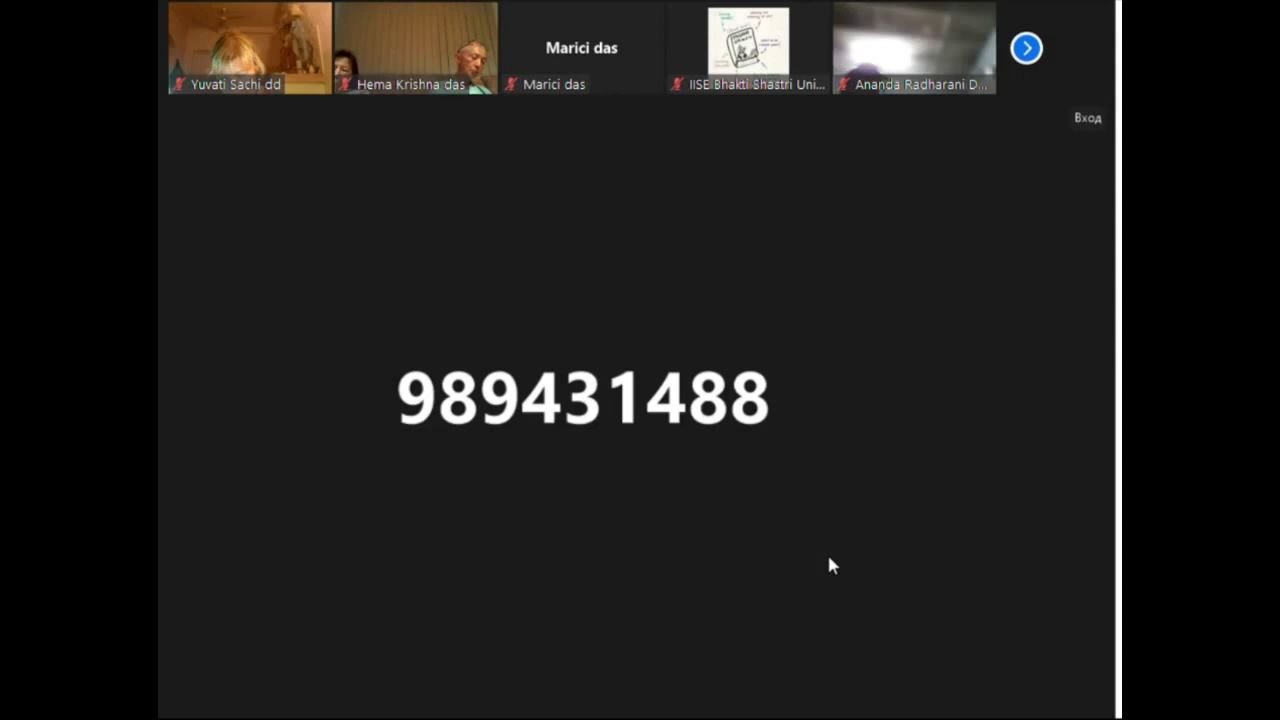 Marici das
Yuvati Sachi dd
Hema Krishna das
Marici das
IISE Bhakti Shastri Uni...
Ananda Radharani D...
Вход
989431488